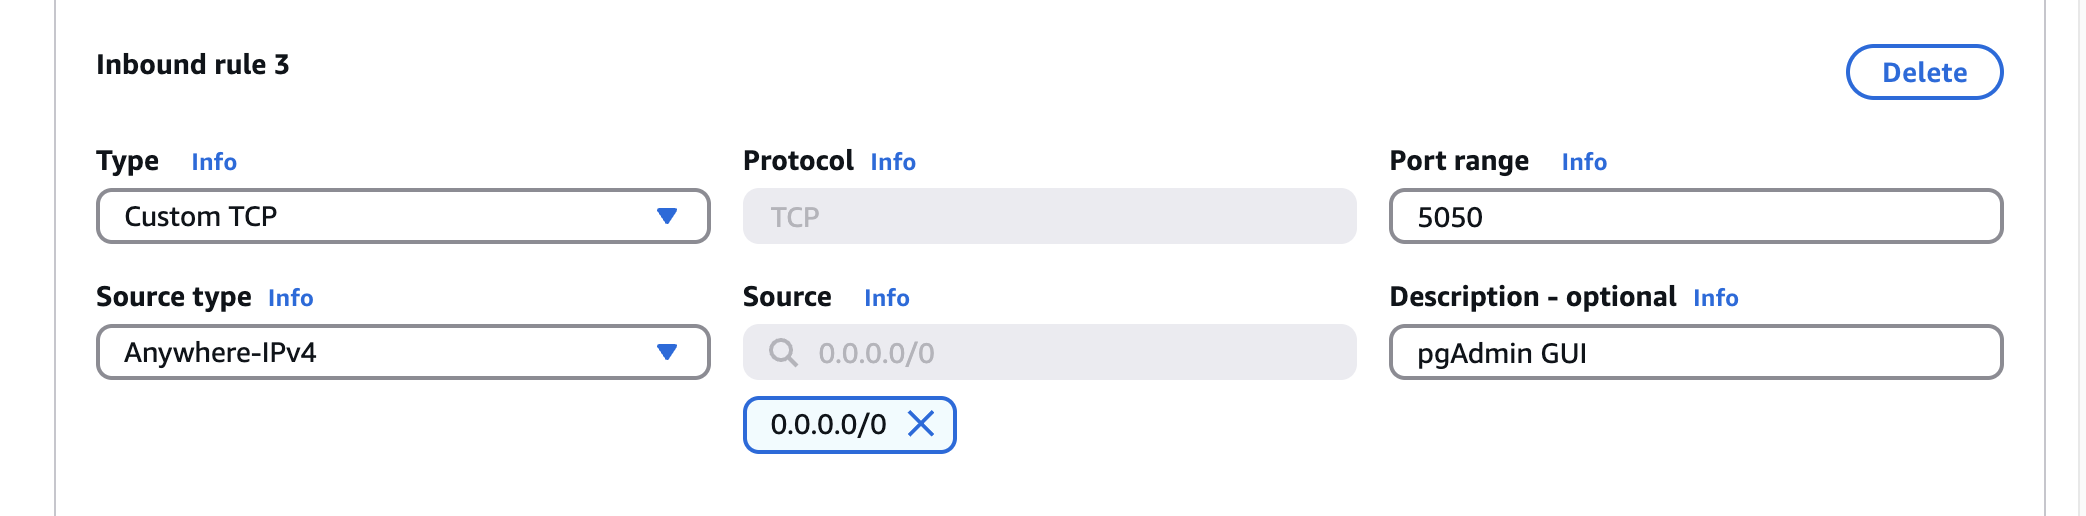 Inbound rule 3
Delete
Type Info
Protocol Info
Port range Info
Custom TCP
TCP
5050
Source type Info
Source Info
Description - optional Info
Anywhere-IPv4
0.0.0.0/0
pgAdmin GUI
0.0.0.0/0